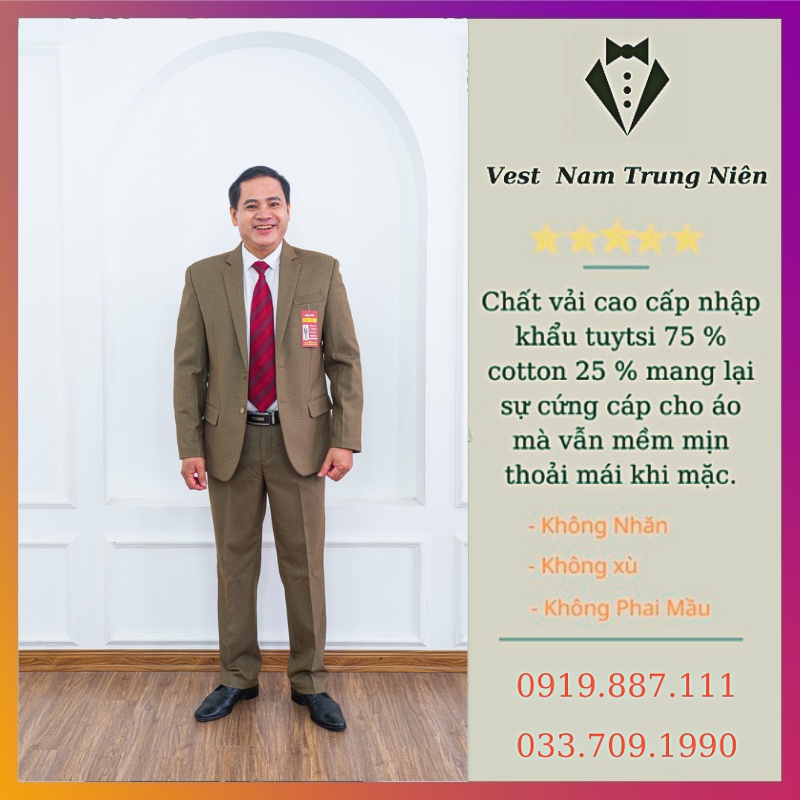 Vest Nam Trung Niên
Chất vải cao cấp nhập
khẩu tuytsi 75 %
cotton 25 % mang lại
sự cứng cáp cho áo
mà vẫn mềm mịn
thoải mái khi mặc.
- Không Nhăn
- Không xù
- Không Phai Mầu
0919.887.111
033.709.1990